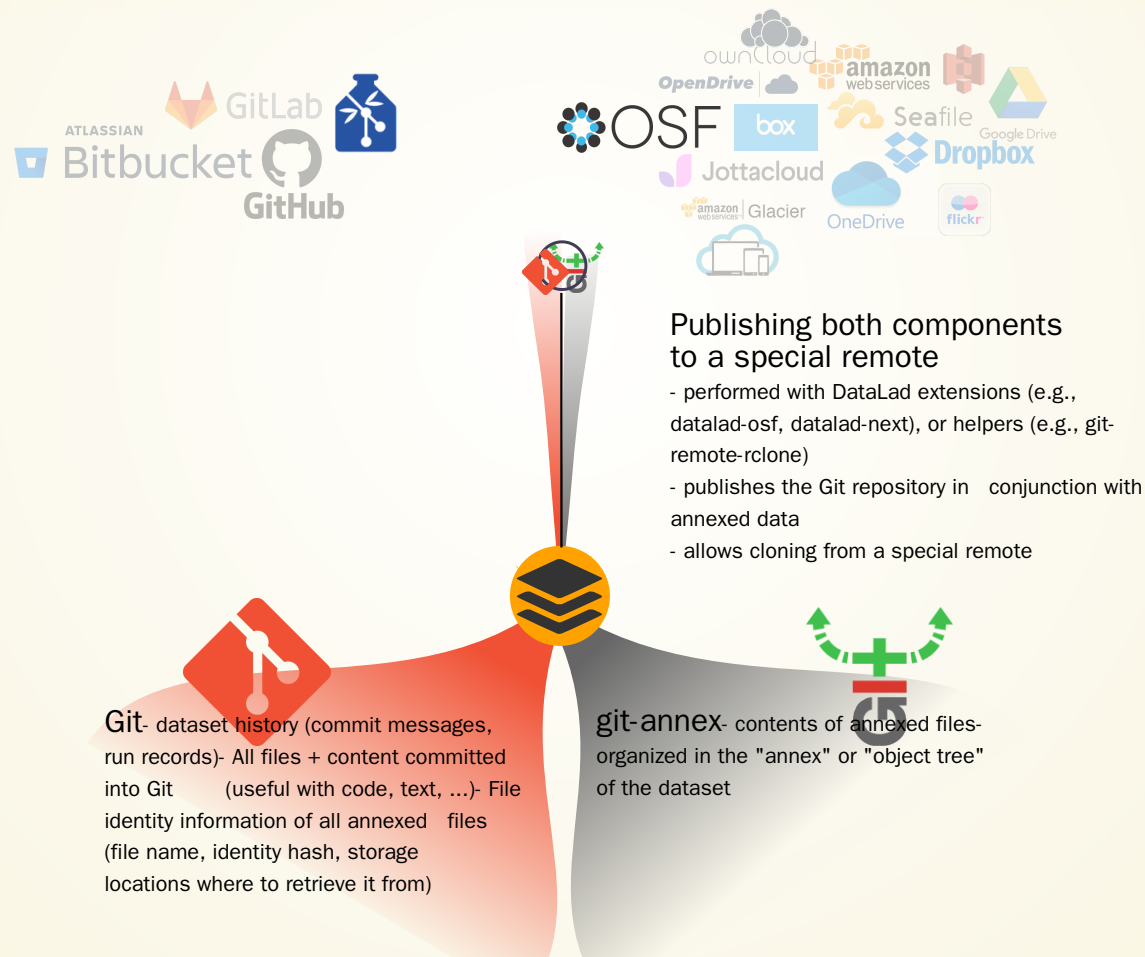 GitLab
ATLASSIAN
Bitbucket
GitHub
ownCloud
OpenDrive
amazon
web services
OSF
box
Seafile
Google Drive
Dropbox
Jottacloud
amazon
web services
Glacier
OneDrive
flickr
Publishing both components
to a special remote
- performed with DataLad extensions (e.g.,
datalad-osf, datalad-next), or helpers (e.g., git-
remote-rclone)
- publishes the Git repository in conjunction with
annexed data
- allows cloning from a special remote
Git- dataset history (commit messages,
run records)- All files + content committed
into Git (useful with code, text, ...)- File
identity information of all annexed files
(file name, identity hash, storage
locations where to retrieve it from)
git-annex- contents of annexed files-
organized in the "annex" or "object tree"
of the dataset